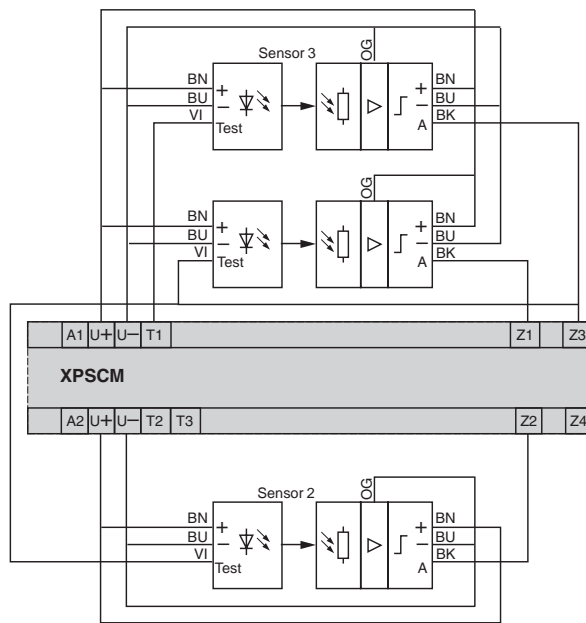 Sensor 3
OG
BN
+
BN
+
BU
−
BU
−
VI
Test
BK
A
OG
BN
+
BN
+
BU
−
BU
−
VI
Test
BK
A
A1 U+ U− T1 Z1 Z3
XPSCM
A2 U+ U− T2 T3 Z2 Z4
Sensor 2
OG
BN
+
BN
+
BU
−
BU
−
VI
Test
BK
A